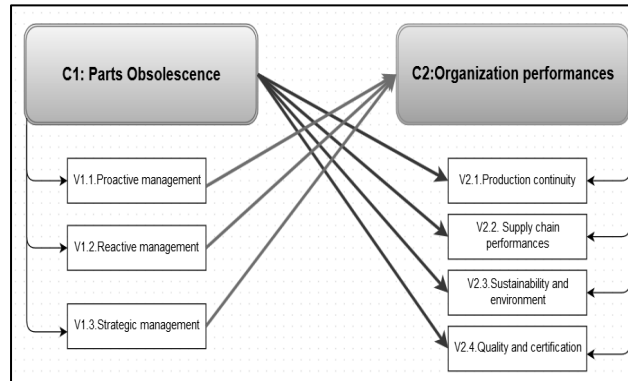 C1: Parts Obsolescence
C2:Organization performances
V1.1.Proactive management
V1.2.Reactive management
V1.3.Strategic management
V2.1.Production continuity
V2.2. Supply chain
performances
V2.3.Sustainability and
environment
V2.4.Quality and certification